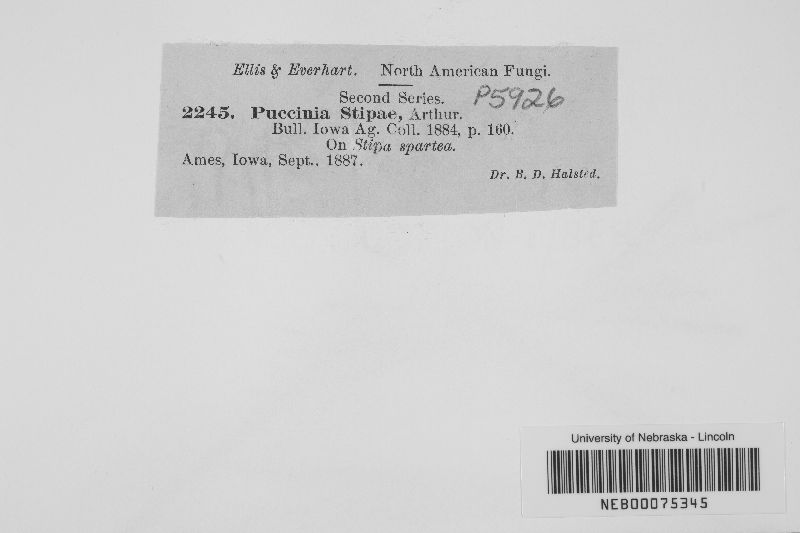 Ellis & Everhart. North American Fungi.
Second Series. P5926
2245. Puccinia Stipae, Arthur.
Bull. Iowa Ag. Coll. 1884, p. 160.
On Stipa spartea.
Ames, Iowa, Sept., 1887.
Dr. B. D. Halsted.
University of Nebraska - Lincoln
NEB00075345